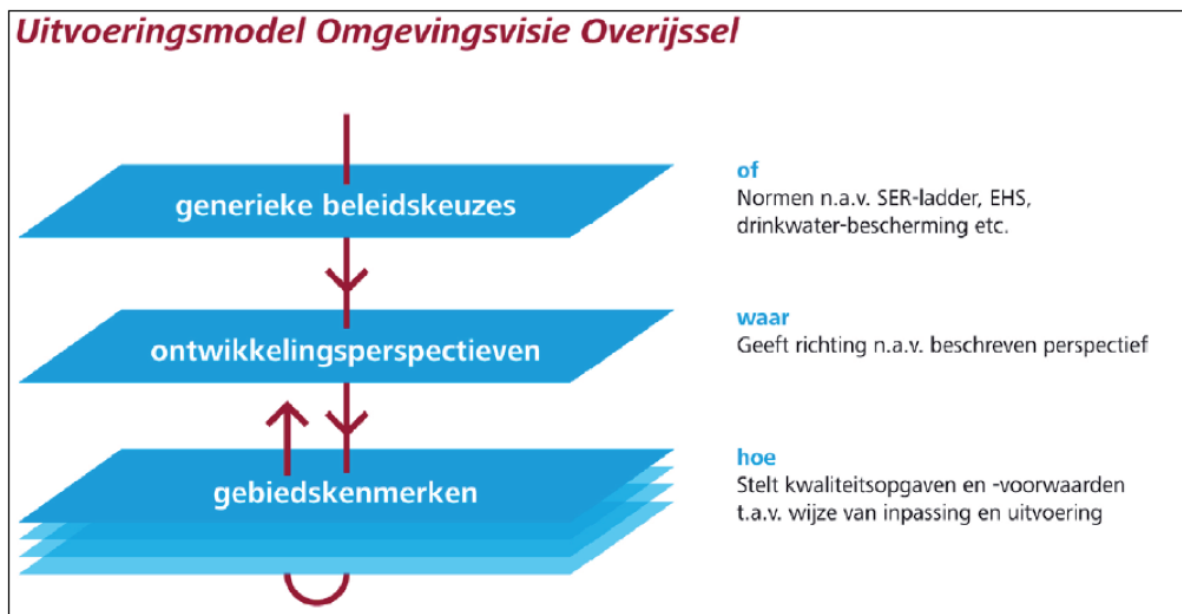 Uitvoeringsmodel Omgevingsvisie Overijssel
generieke beleidskeuzes
of
Normen n.a.v. SER-ladder, EHS,
drinkwater-bescherming etc.
ontwikkelingsperspectieven
waar
Geeft richting n.a.v. beschreven perspectief
gebiedskenmerken
hoe
Stelt kwaliteitsopgaven en -voorwaarden
t.a.v. wijze van inpassing en uitvoering